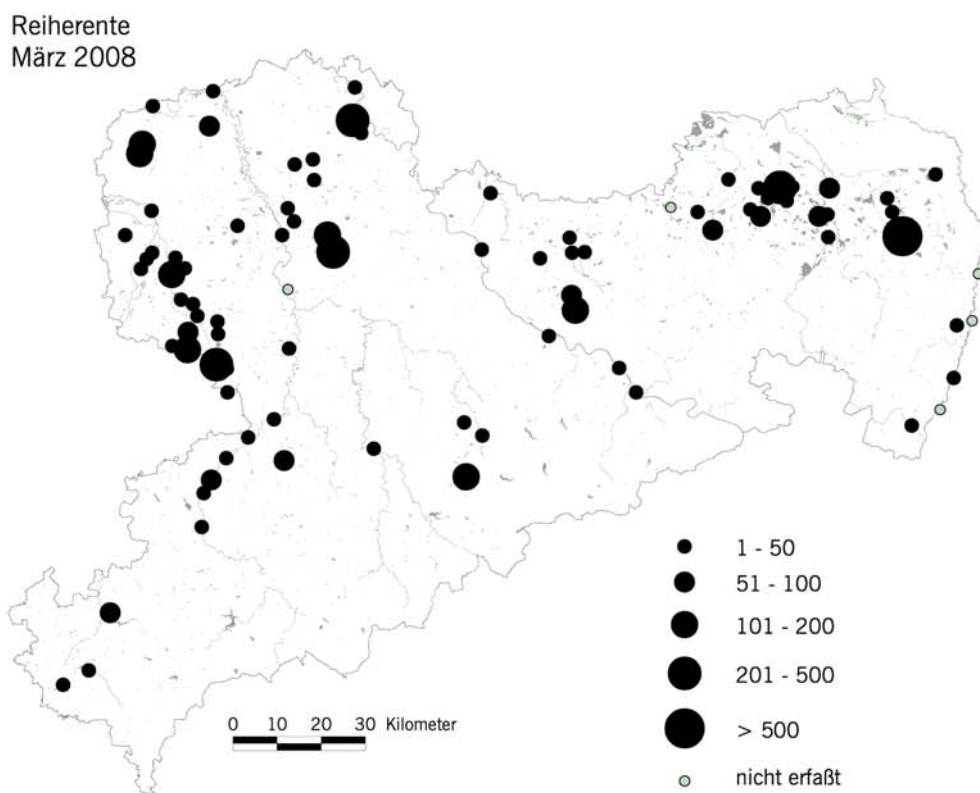 Reiherente
März 2008
1 - 50
51 - 100
101 - 200
201 - 500
> 500
nicht erfaßt
0 10 20 30 Kilometer